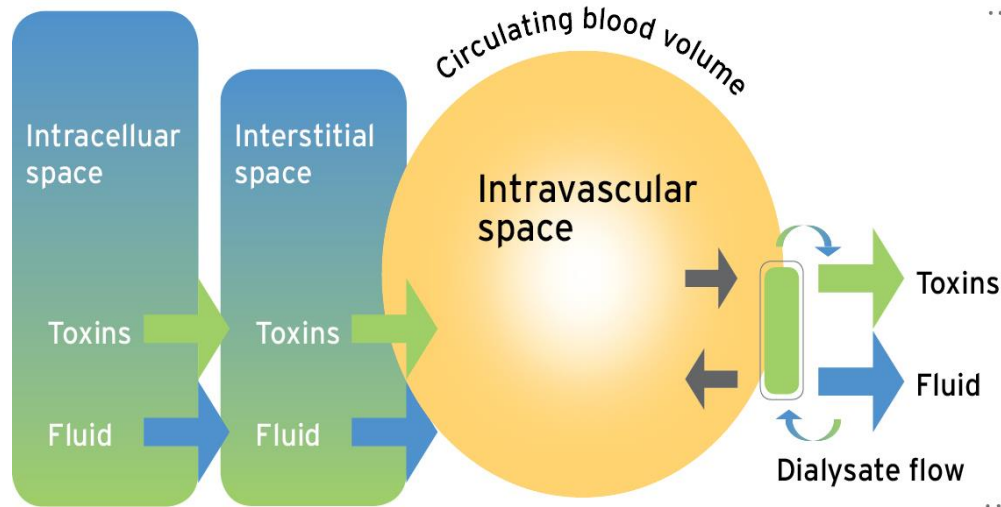 Circulating blood volume
Intracelluar
space
Interstitial
space
Intravascular
space
Toxins
Toxins
Toxins
Fluid
Fluid
Fluid
Dialysate flow